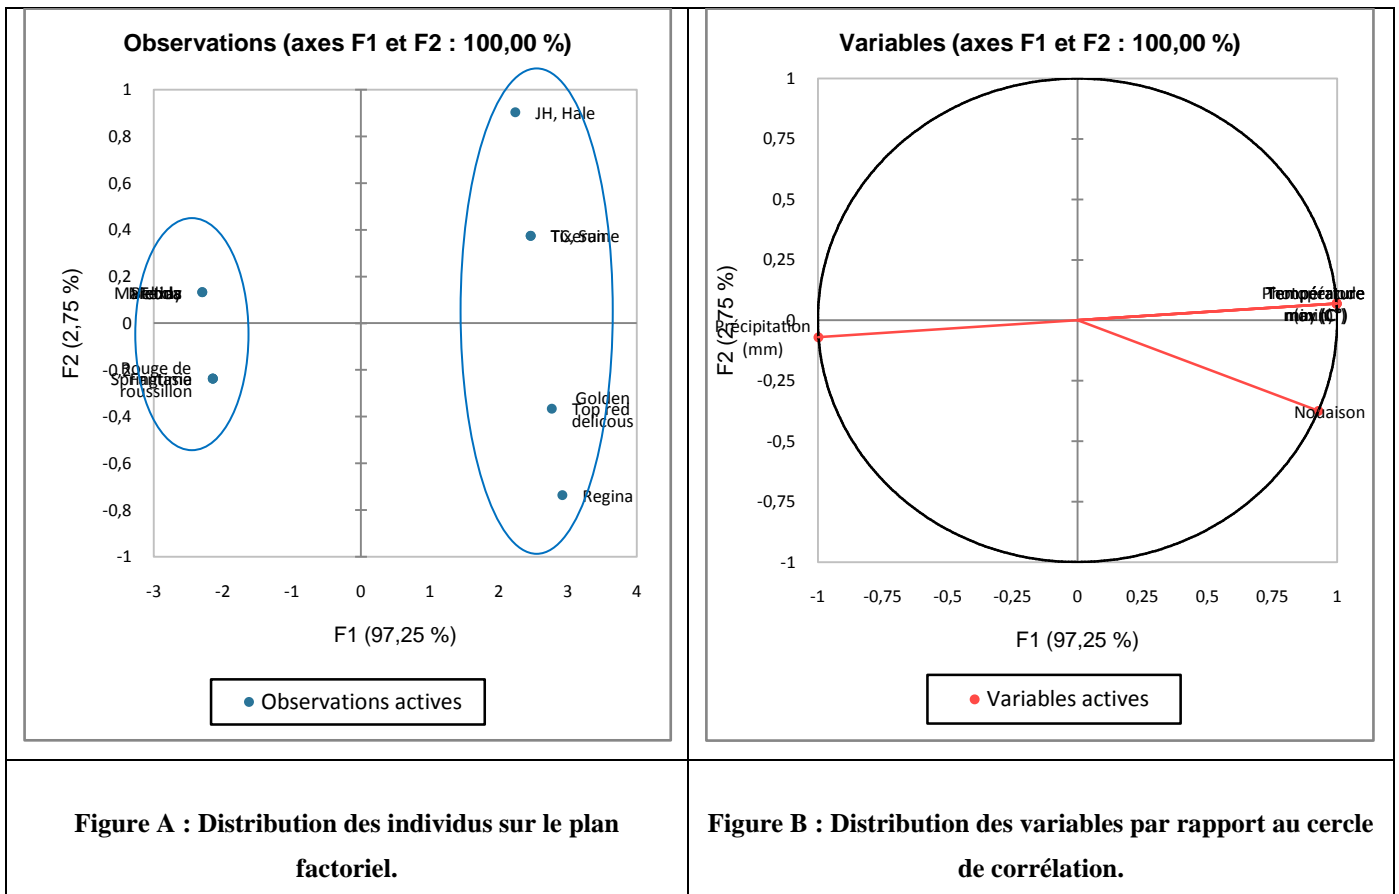 Observations (axes F1 et F2 : 100,00 %)
F2 (2,75 %)
1
0,8
0,6
0,4
0,2
0
-0,4
-0,6
-0,8
-1
JH, Hale
Rouge de
roussillon
Golden
Top red
delicous
Regina
-3
-2
-1
0
1
2
3
4
F1 (97,25 %)
Observations actives
Figure A : Distribution des individus sur le plan
factoriel.
Variables (axes F1 et F2 : 100,00 %)
F2 (2,75 %)
1
0,75
0,5
0,25
0
-0,25
-0,5
-0,75
-1
Précipitation
(mm)
Température
(C°)
Nouaison
-1
-0,75
-0,5
-0,25
0
0,25
0,5
0,75
1
F1 (97,25 %)
Variables actives
Figure B : Distribution des variables par rapport au cercle
de corrélation.